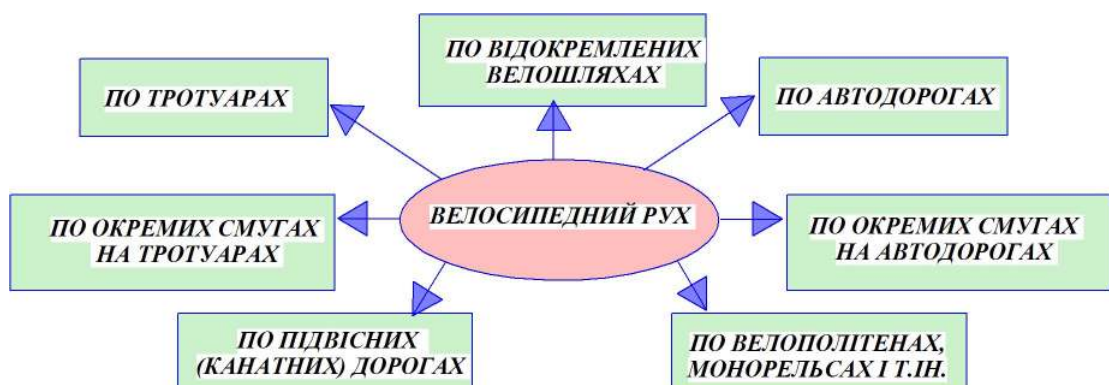 ПО ВІДОКРЕМЛЕНИХ
ВЕЛОШЛЯХАХ
ПО ТРОТУАРАХ
ПО АВТОДОРОГАХ
ВЕЛОСИПЕДНИЙ РУХ
ПО ОКРЕМИХ СМУГАХ
НА ТРОТУАРАХ
ПО ОКРЕМИХ СМУГАХ
НА АВТОДОРОГАХ
ПО ПІДВІСНИХ
(КАНАТНИХ) ДОРОГАХ
ПО ВЕЛОПОЛІТЕНАХ,
МОНОРЕЛЬСАХ І Т.ІН.